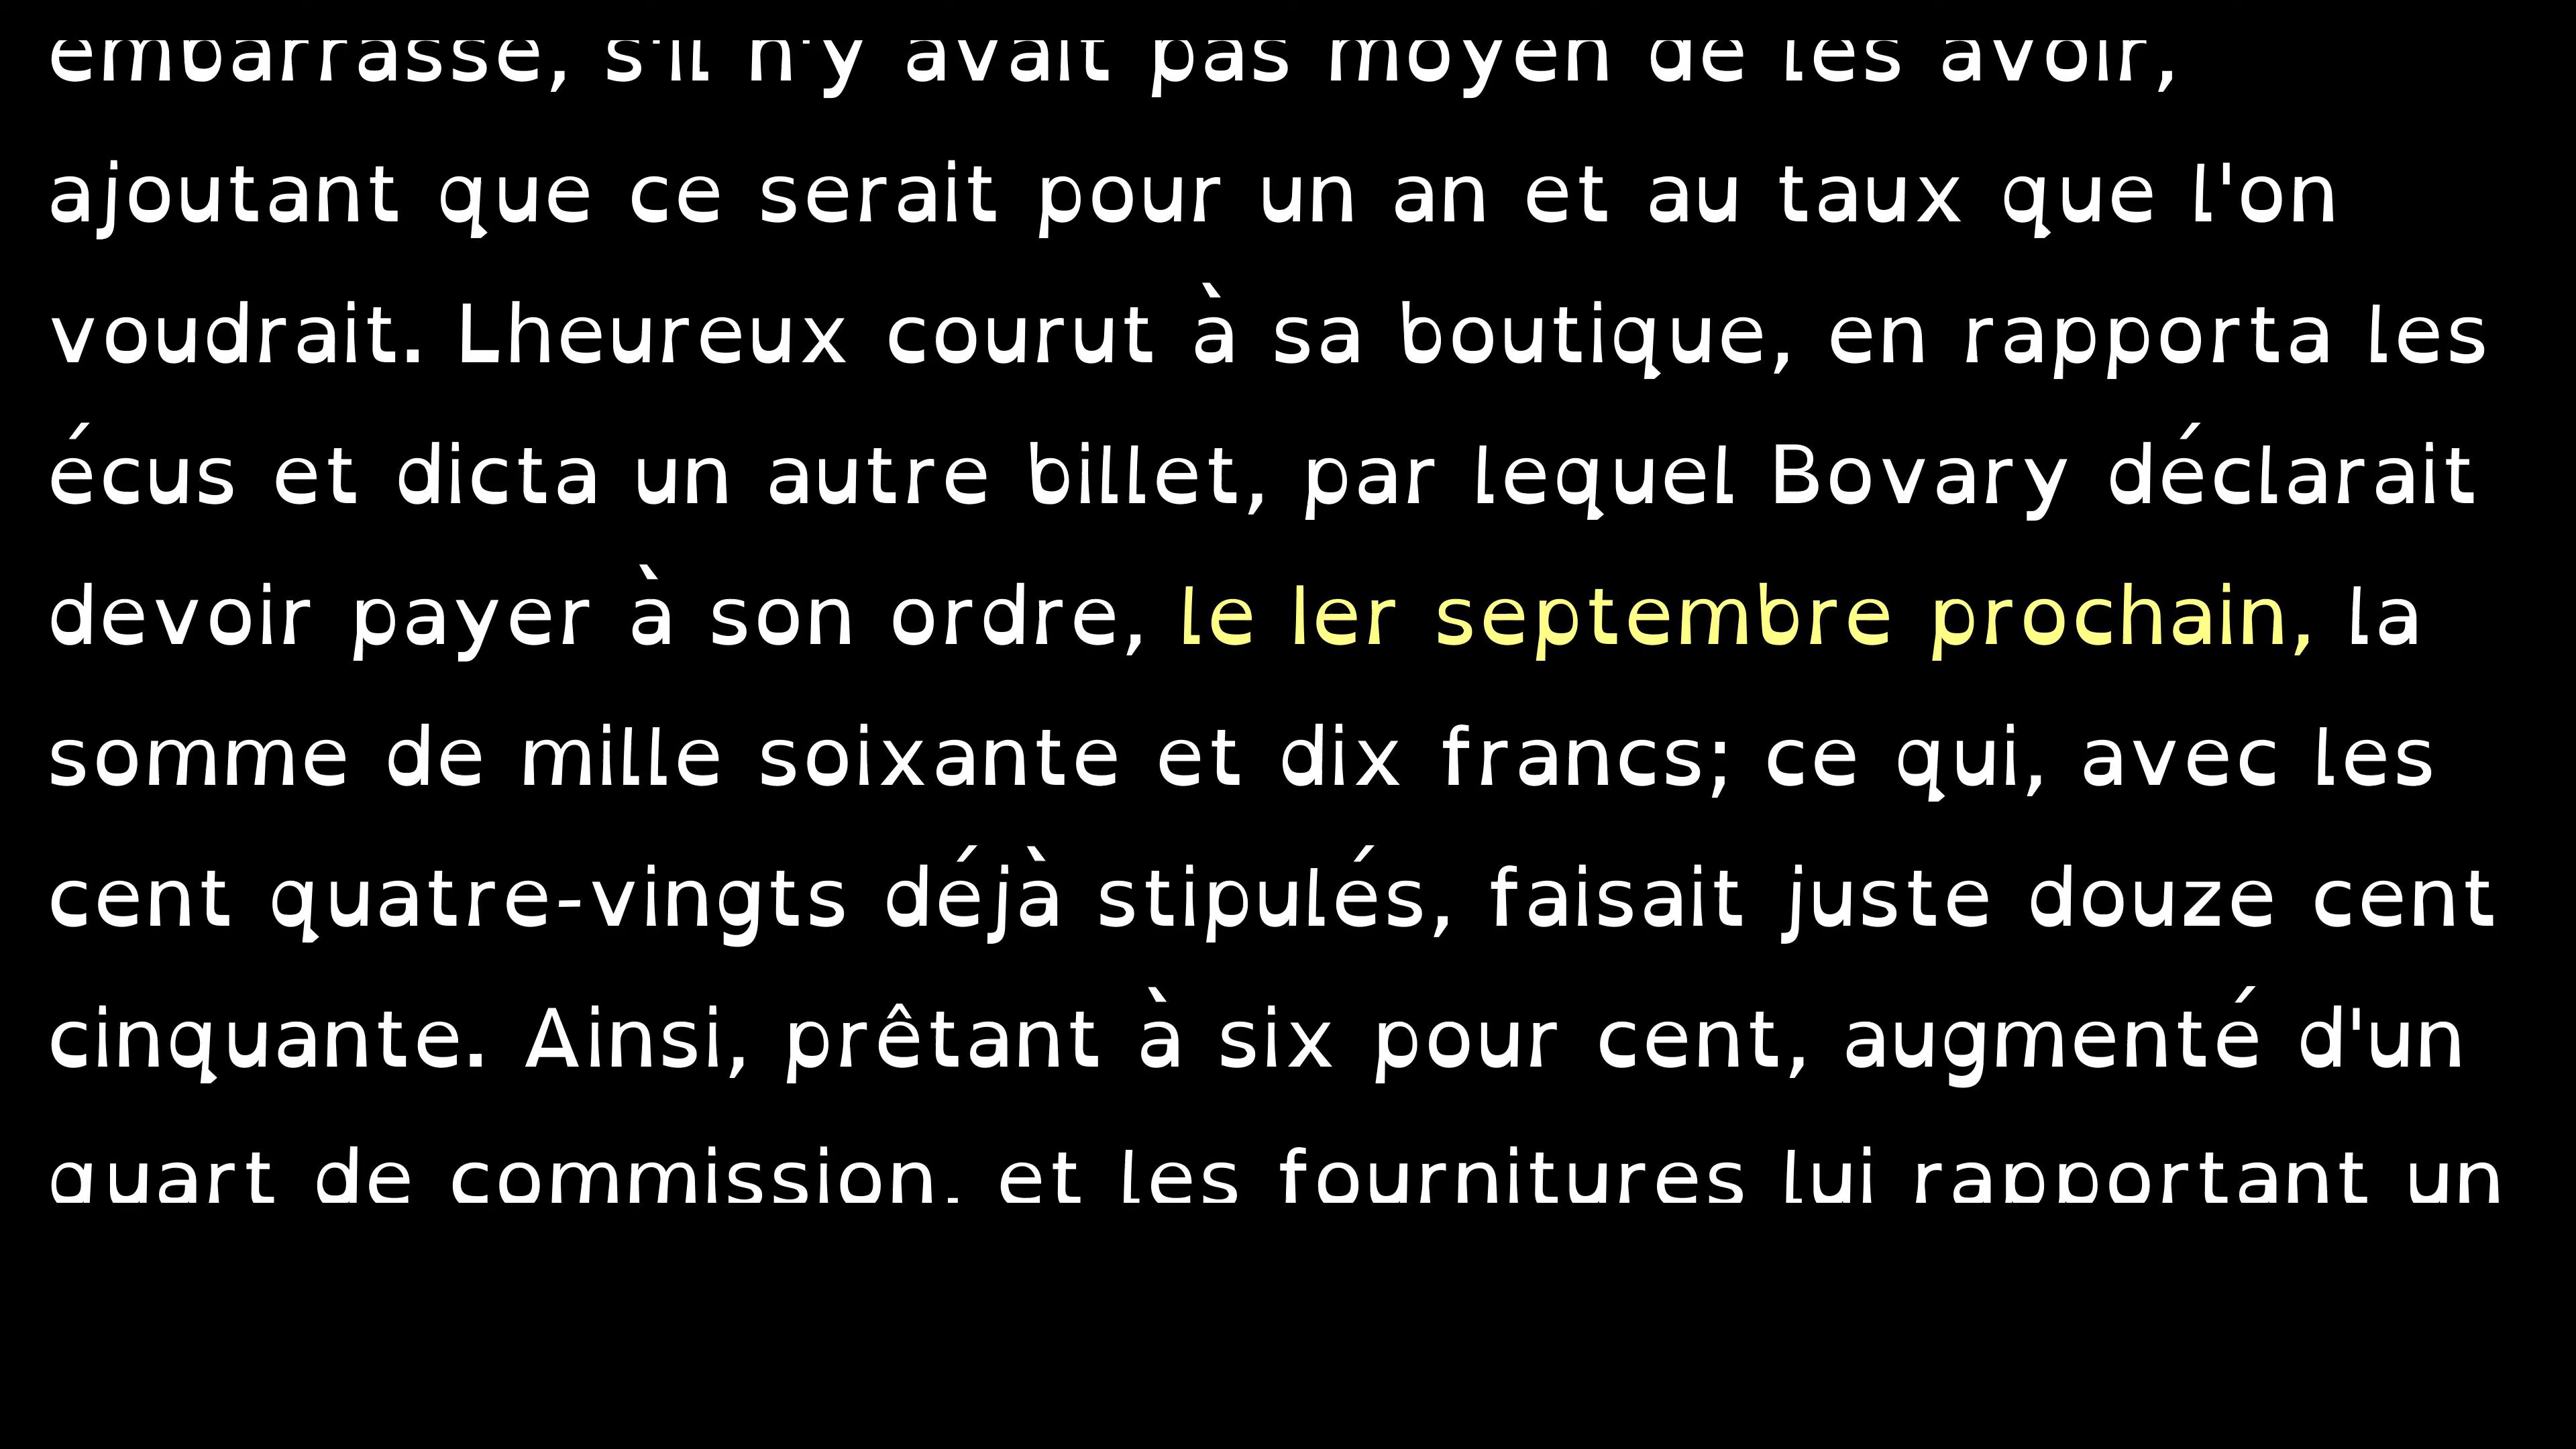 embarrassé, s'il n'y avait pas moyen de les avoir,
ajoutant que ce serait pour un an et au taux que l'on
voudrait. Lheureux courut à sa boutique, en rapporta les
écus et dicta un autre billet, par lequel Bovary déclarait
devoir payer à son ordre, le Ier septembre prochain, la
somme de mille soixante et dix francs; ce qui, avec les
cent quatre-vingts déjà stipulés, faisait juste douze cent
cinquante. Ainsi, prêtant à six pour cent, augmenté d'un
quart de commission, et les fournitures lui rapportant un